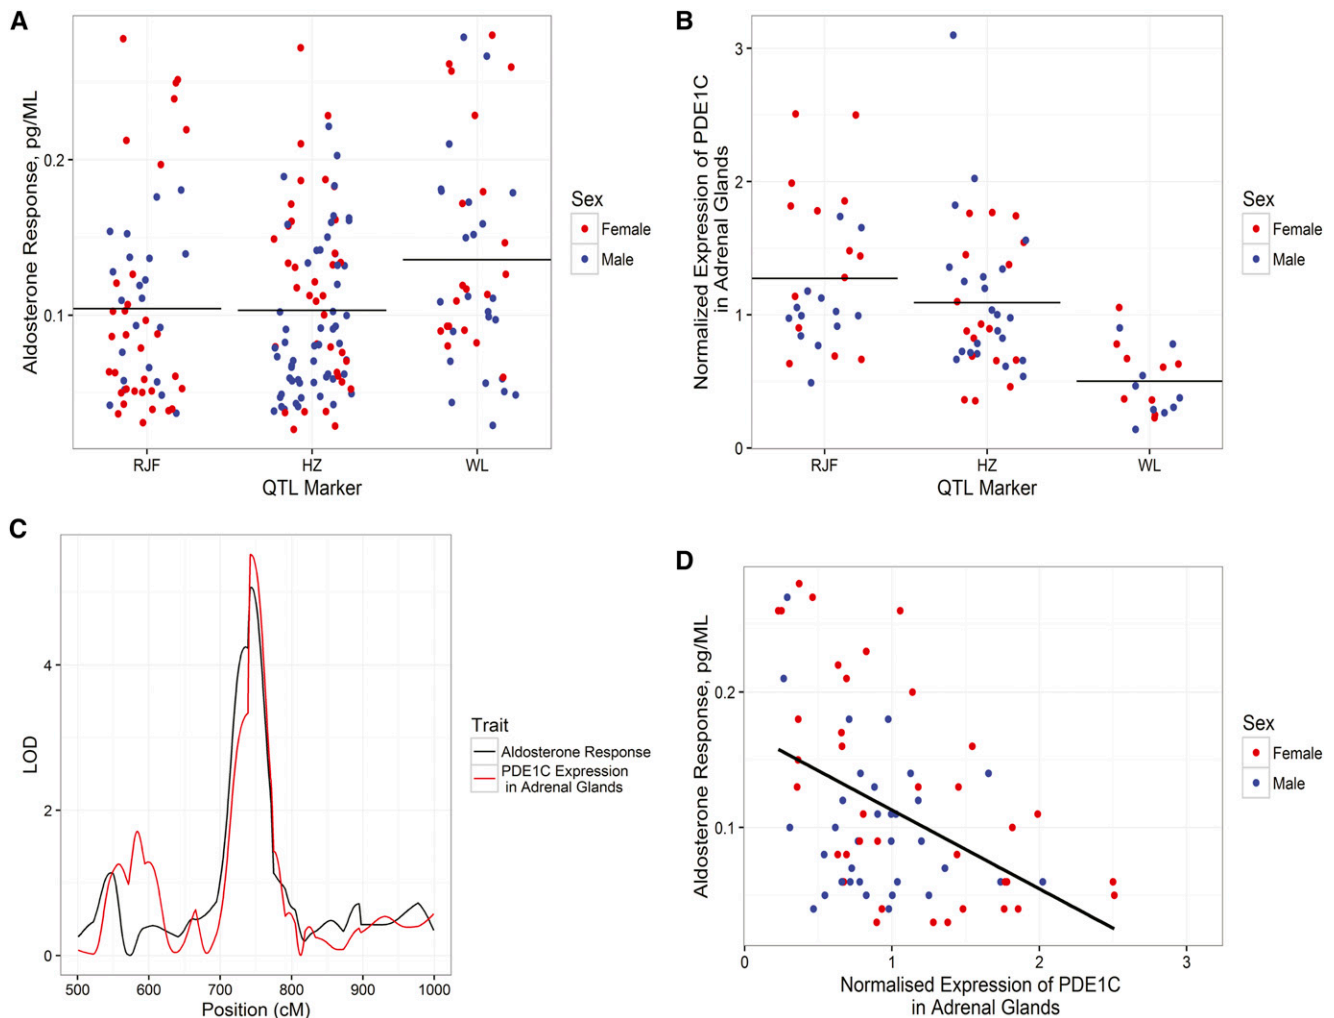 A
Aldosterone Response, pg/ML
0.2
0.1
RJF
HZ
WL
QTL Marker
Sex
Female
Male
B
Normalized Expression of PDE1C
in Adrenal Glands
3
2
1
0
RJF
HZ
WL
QTL Marker
Sex
Female
Male
C
LOD
4
2
0
500
600
700
800
900
1000
Position (cM)
Trait
Aldosterone Response
PDE1C Expression
in Adrenal Glands
D
Aldosterone Response, pg/ML
0.2
0.1
0
1
2
3
Normalised Expression of PDE1C
in Adrenal Glands
Sex
Female
Male